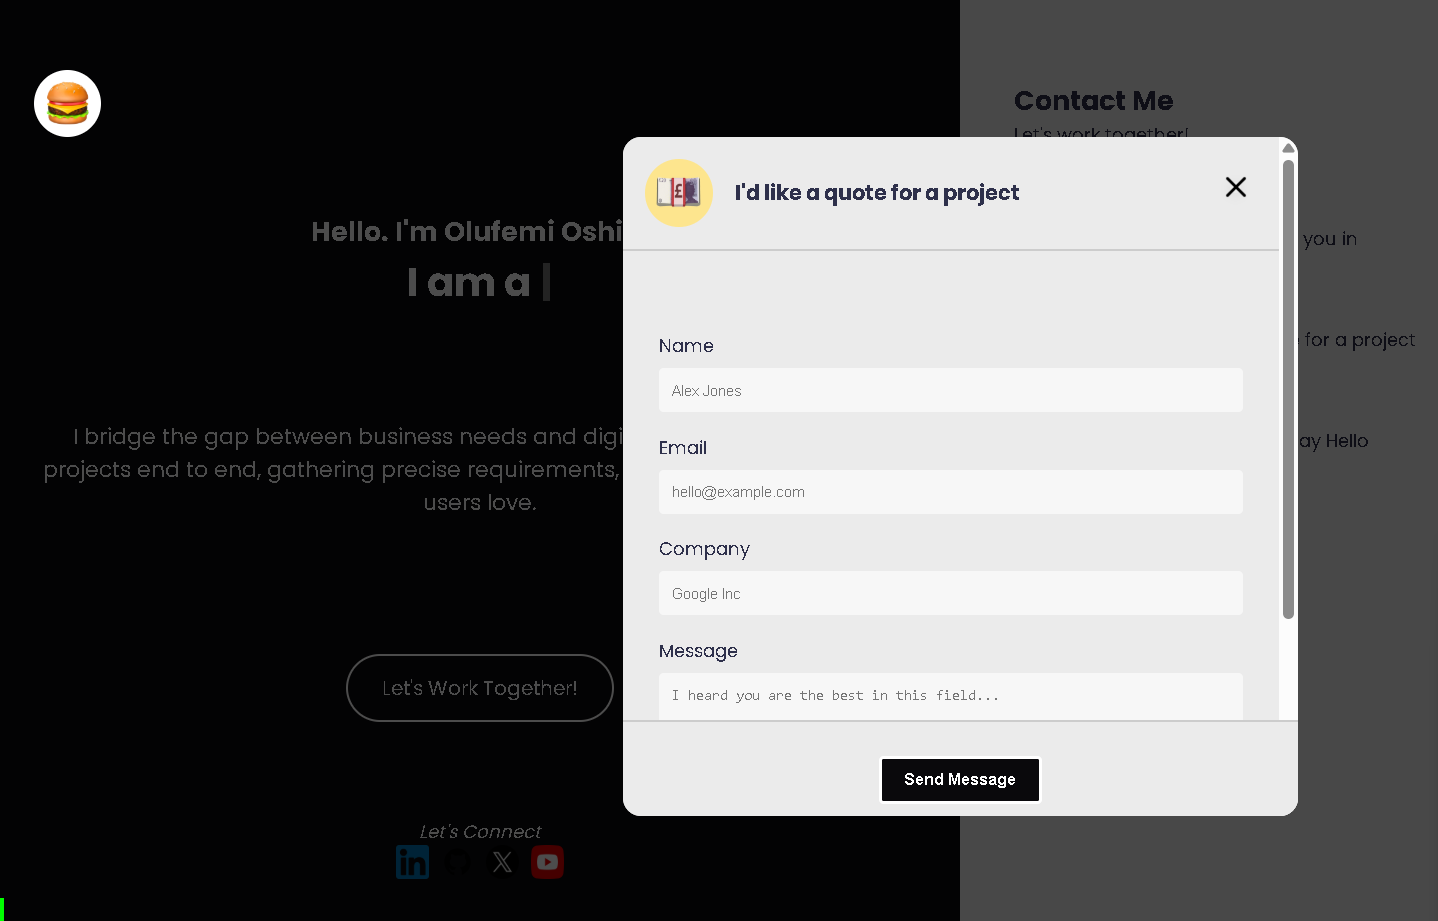 Contact Me
Let's work together!
Hello. I'm Olufemi Oshi
I am a
I bridge the gap between business needs and digi
projects end to end, gathering precise requirements,
users love.
Let's Work Together!
Let's Connect
in
X
you in
for a project
ay Hello
£
I'd like a quote for a project
Name
Alex Jones
Email
hello@example.com
Company
Google Inc
Message
I heard you are the best in this field...
Send Message